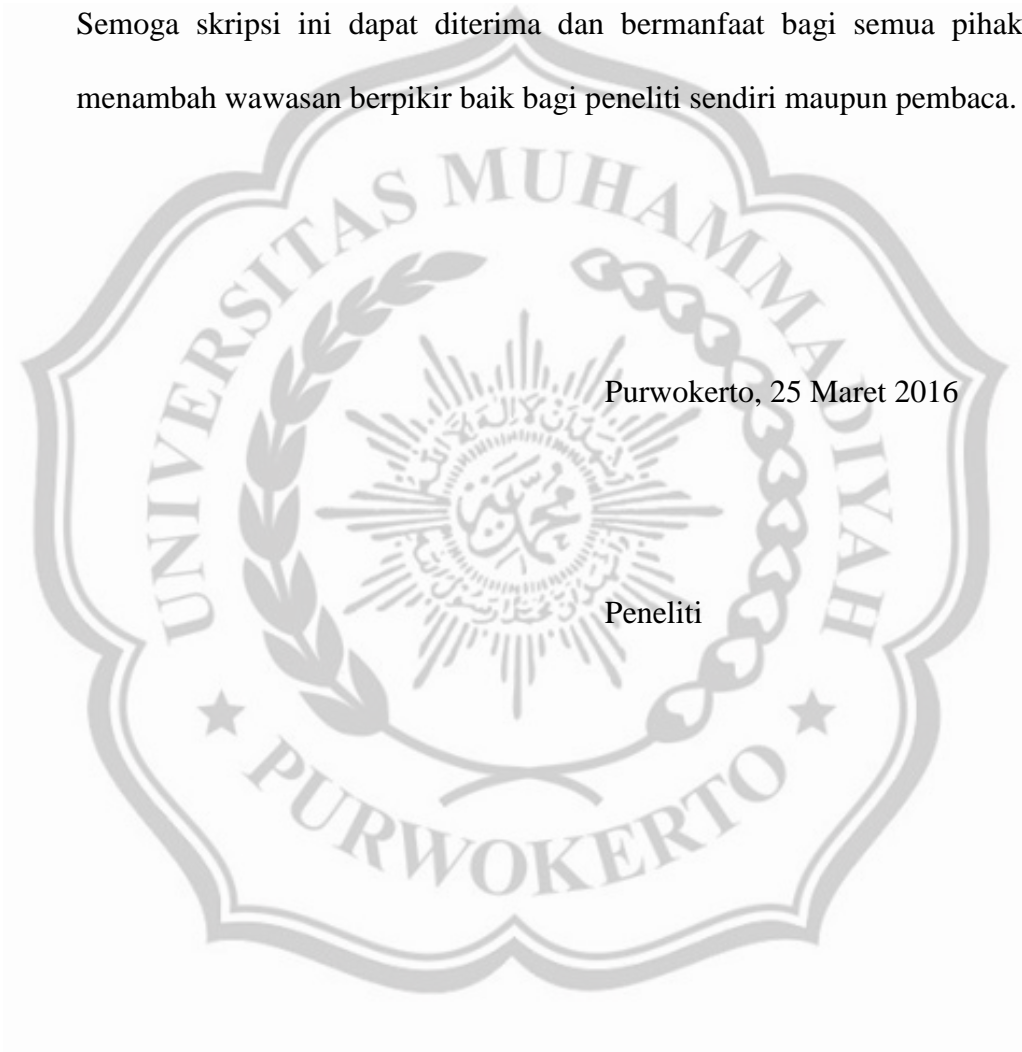 Semoga skripsi ini dapat diterima dan bermanfaat bagi semua pihak
menambah wawasan berpikir baik bagi peneliti sendiri maupun pembaca.
UNIVERSITAS MUHAMMADIYAH
Purwokerto, 25 Maret 2016
محمد
Peneliti
PURWOKERTO